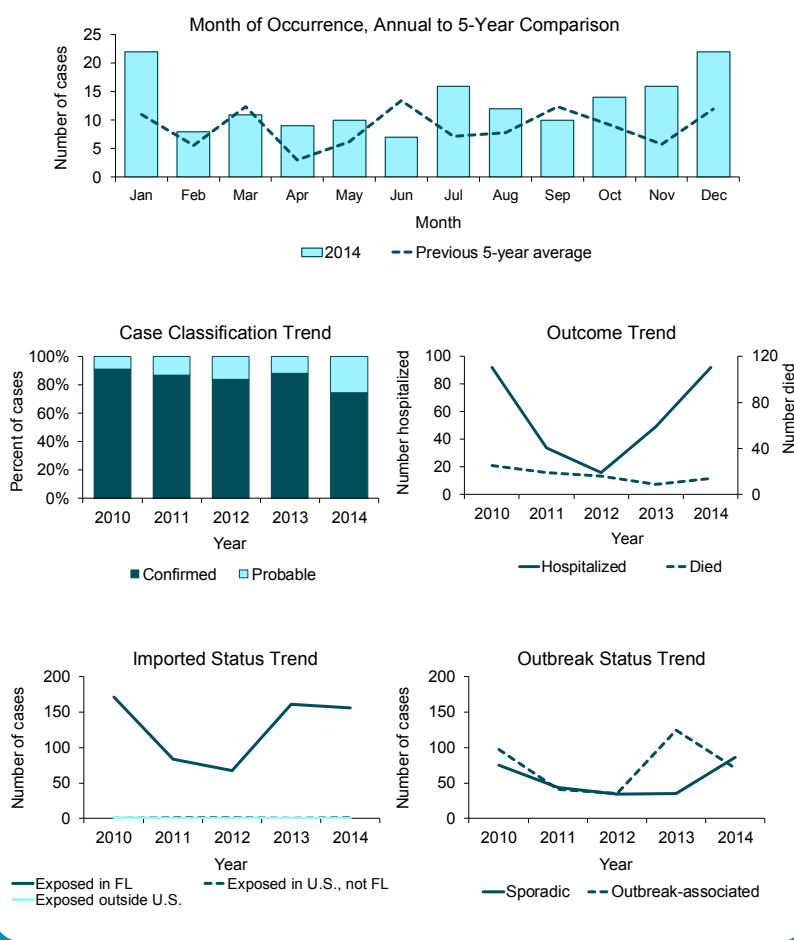 Month of Occurrence, Annual to 5-Year Comparison
Number of cases
25
20
15
10
5
0
Jan Feb Mar Apr May Jun Jul Aug Sep Oct Nov Dec
Month
2014 Previous 5-year average
Case Classification Trend
Percent of cases
100%
80%
60%
40%
20%
0%
2010 2011 2012 2013 2014
Year
Confirmed Probable
Outcome Trend
Number hospitalized
100
80
60
40
20
0
120
80
40
0
Number died
2010 2011 2012 2013 2014
Year
Hospitalized Died
Imported Status Trend
Number of cases
200
150
100
50
0
2010 2011 2012 2013 2014
Year
Exposed in FL Exposed in U.S., not FL
Exposed outside U.S.
Outbreak Status Trend
Number of cases
200
150
100
50
0
2010 2011 2012 2013 2014
Year
Sporadic Outbreak-associated